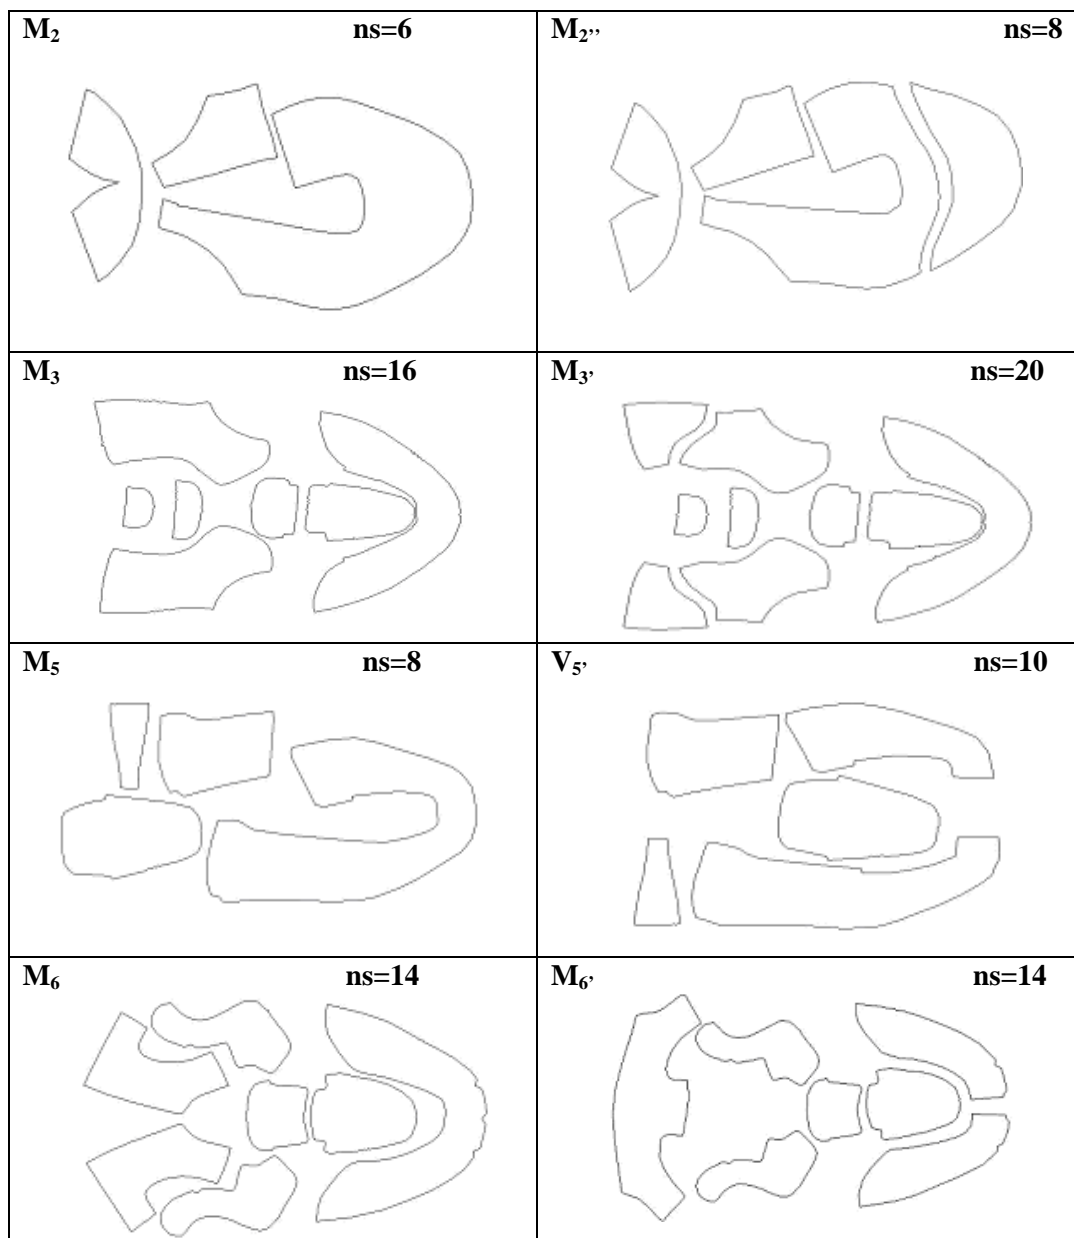 M₂ ns=6
M₂,, ns=8
M₃ ns=16
M₃, ns=20
M₅ ns=8
V₅, ns=10
M₆ ns=14
M₆, ns=14